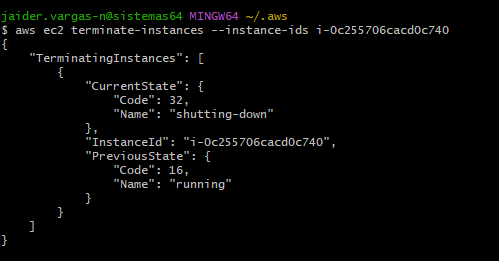 jaider.vargas-n@sistemas64 MINGW64 ~/.aws
$ aws ec2 terminate-instances --instance-ids i-0c255706cacd0c740
{
    "TerminatingInstances": [
        {
            "CurrentState": {
                "Code": 32,
                "Name": "shutting-down"
            },
            "InstanceId": "i-0c255706cacd0c740",
            "PreviousState": {
                "Code": 16,
                "Name": "running"
            }
        }
    ]
}